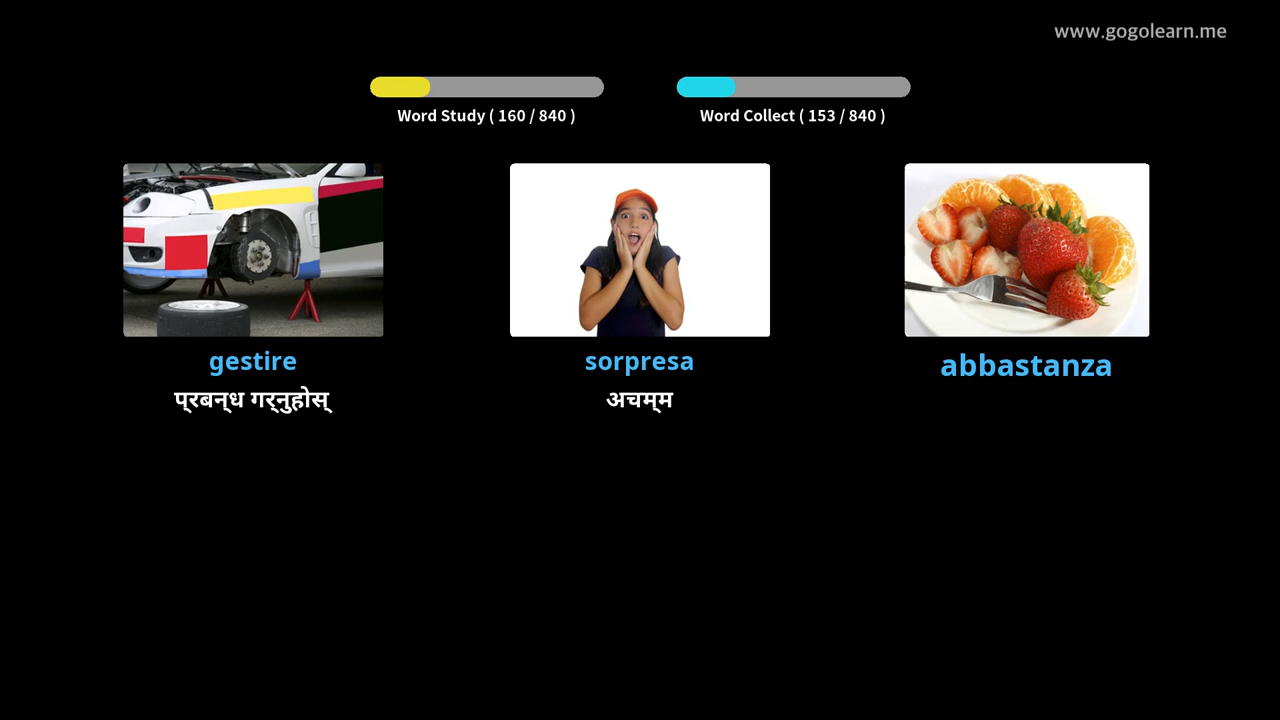 www.gogolearn.me
Word Study ( 160 / 840 )
Word Collect ( 153 / 840 )
gestire
प्रबन्ध गर्नुहोस्
sorpresa
अचम्म
abbastanza